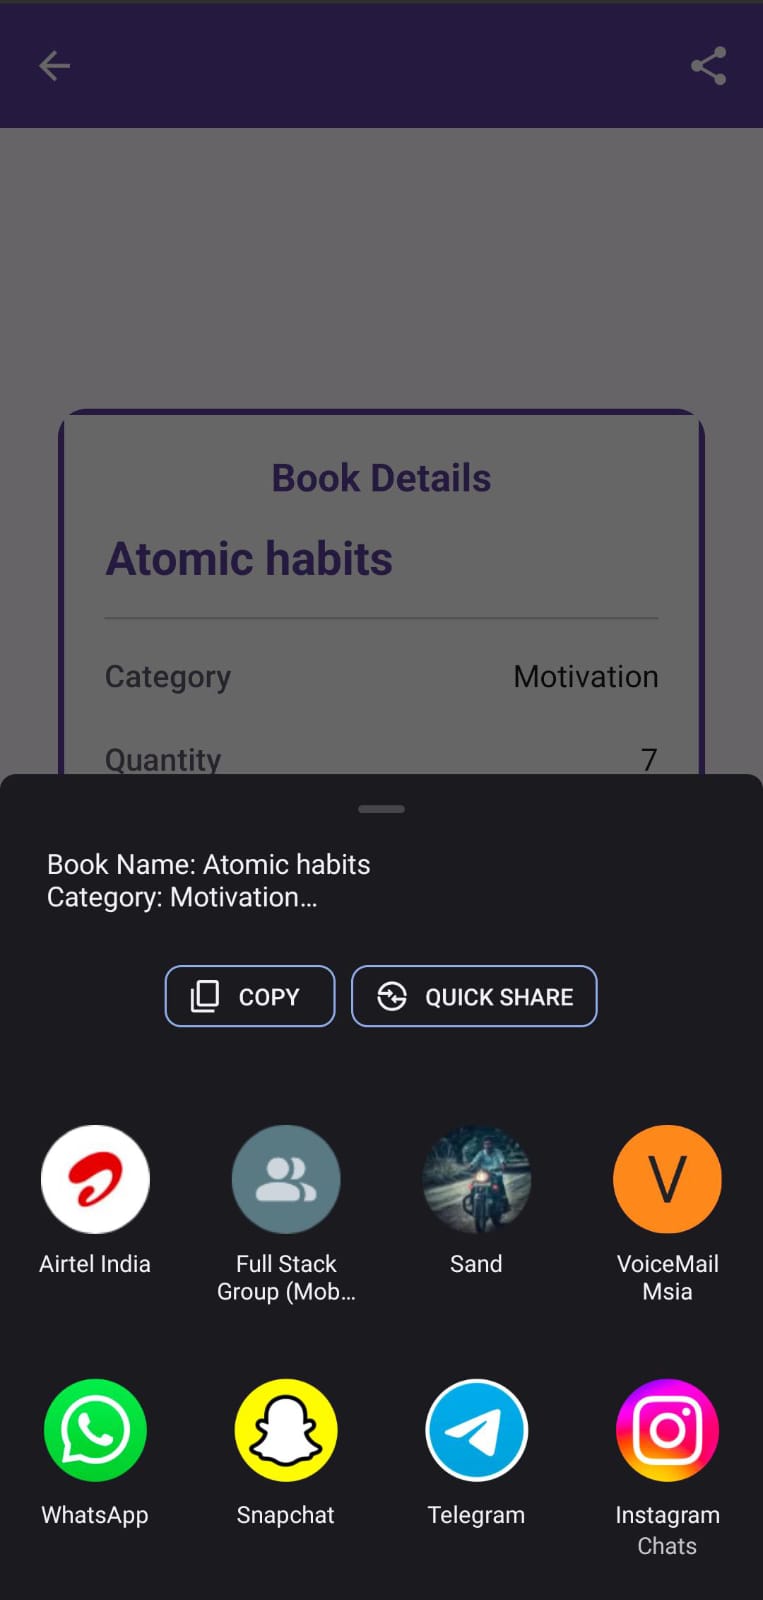 Book Details
Atomic habits
Category Motivation
Quantity 7
Book Name: Atomic habits
Category: Motivation...
COPY QUICK SHARE
Airtel India
Full Stack
Group (Mob...
Sand
VoiceMail
Msia
V
WhatsApp
Snapchat
Telegram
Instagram
Chats